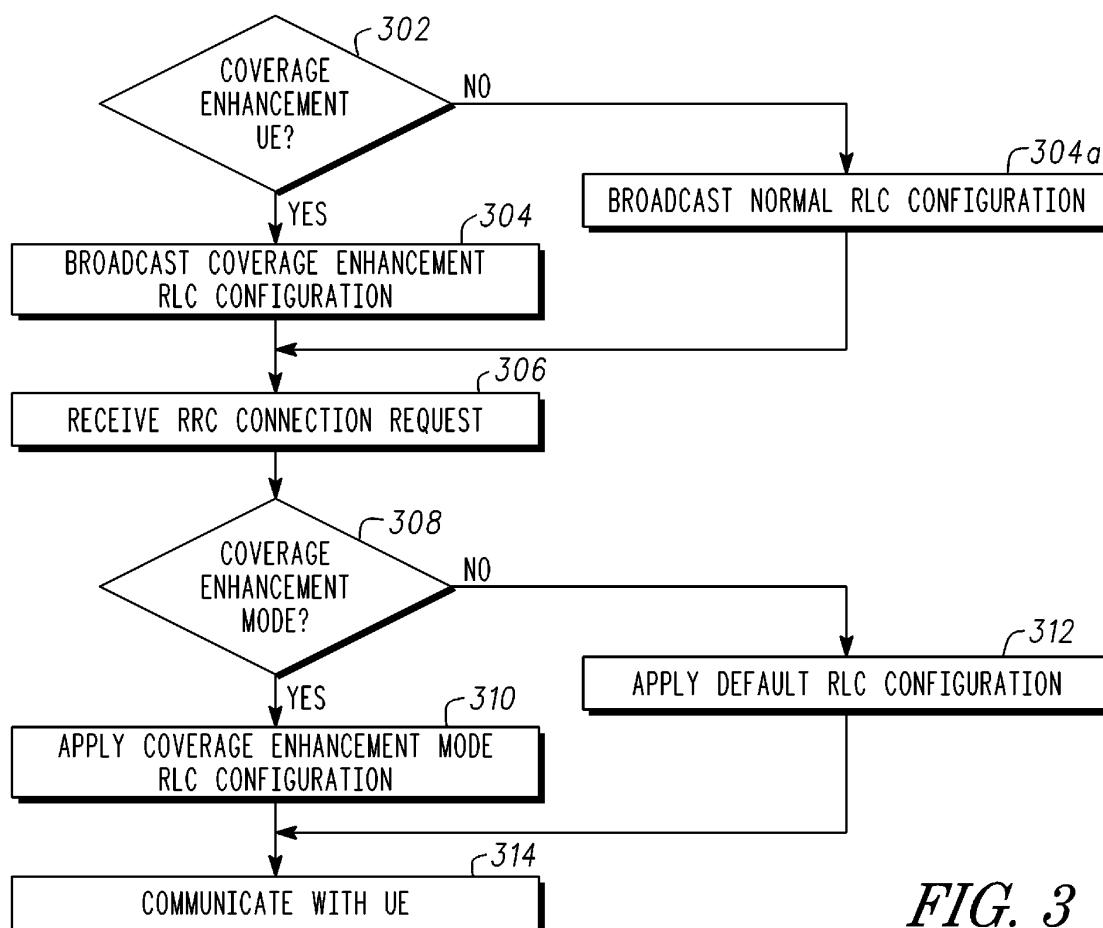 302
COVERAGE
ENHANCEMENT
UE?
NO
304a
BROADCAST NORMAL RLC CONFIGURATION
YES
304
BROADCAST COVERAGE ENHANCEMENT
RLC CONFIGURATION
306
RECEIVE RRC CONNECTION REQUEST
308
COVERAGE
ENHANCEMENT
MODE?
NO
312
APPLY DEFAULT RLC CONFIGURATION
YES
310
APPLY COVERAGE ENHANCEMENT MODE
RLC CONFIGURATION
314
COMMUNICATE WITH UE
FIG. 3